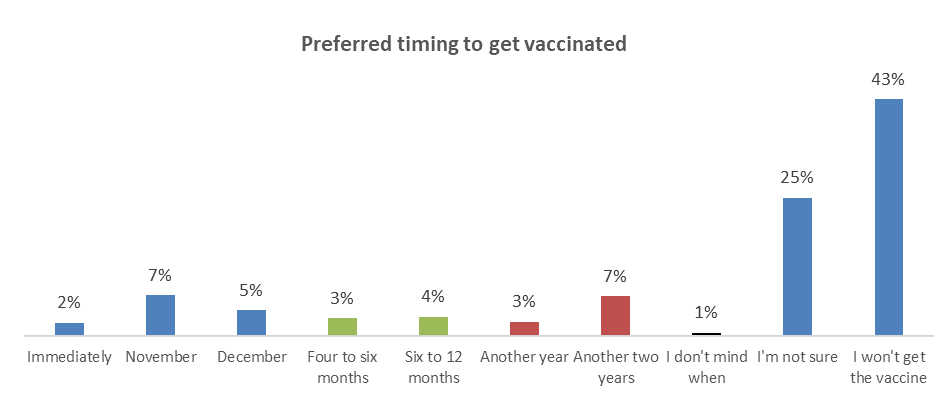 Preferred timing to get vaccinated
43%
25%
7%
7%
5%
4%
3%
3%
2%
1%
Immediately
November
December
Four to six
months
Six to 12
months
Another year
Another two
years
I don't mind
when
I'm not sure
I won't get
the vaccine